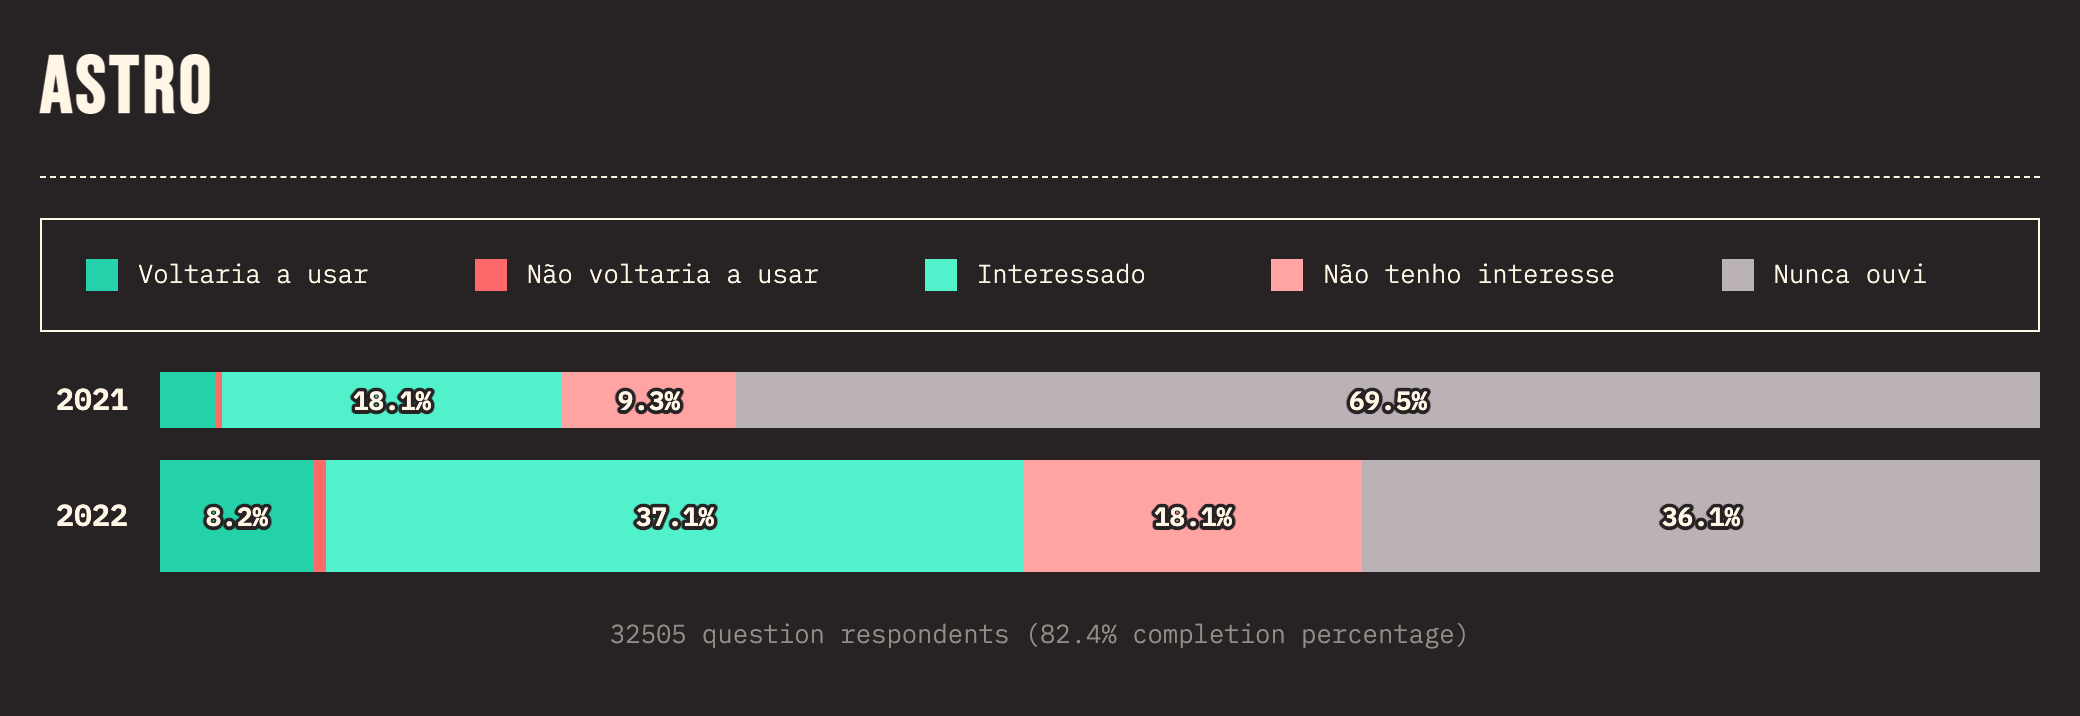 ASTRO
Voltaria a usar Não voltaria a usar Interessado Não tenho interesse Nunca ouvi
2021 18.1% 9.3% 69.5%
2022 8.2% 37.1% 18.1% 36.1%
32505 question respondents (82.4% completion percentage)